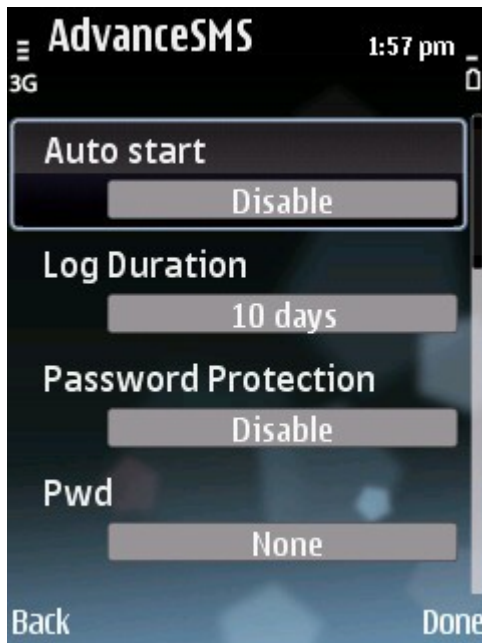 AdvanceSMS
1:57 pm
3G
Auto start
Disable
Log Duration
10 days
Password Protection
Disable
Pwd
None
Back
Done